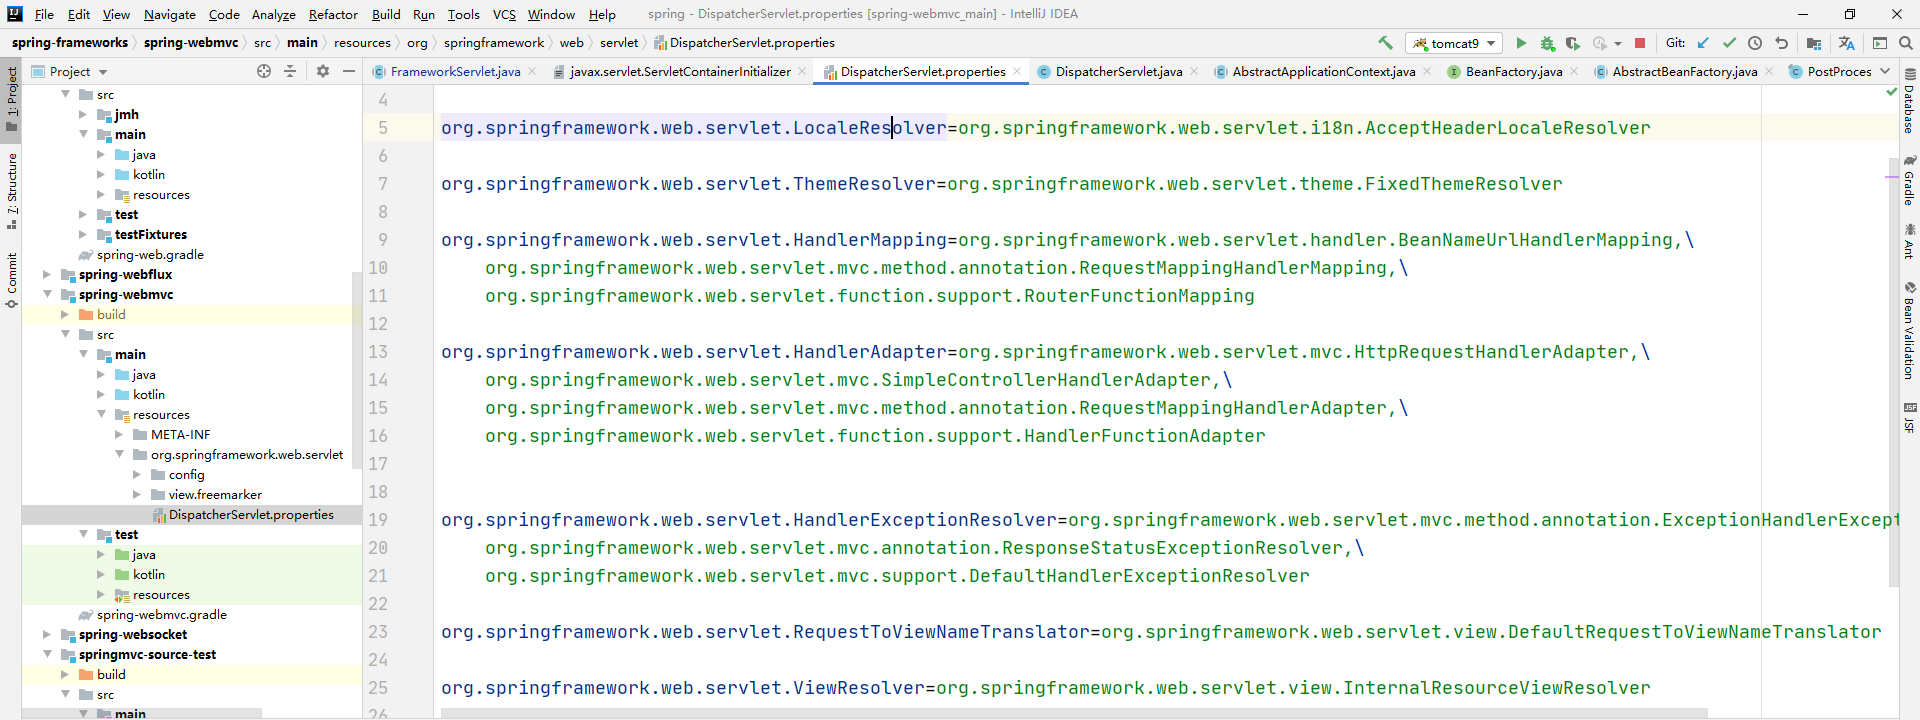 File Edit View Navigate Code Analyze Refactor Build Run Tools VCS Window Help spring - DispatcherServlet.properties [spring-webmvc_main] - IntelliJ IDEA
spring-frameworks spring-webmvc src main resources org springframework web servlet DispatcherServlet.properties tomcat9 Git:
Project FrameworkServlet.java javax.servlet.ServletContainerInitializer DispatcherServlet.properties DispatcherServlet.java AbstractApplicationContext.java BeanFactory.java AbstractBeanFactory.java PostProces
1: Project
7: Structure
Commit
src
jmh
main
java
kotlin
resources
test
testFixtures
spring-web.gradle
spring-webflux
spring-webmvc
build
src
main
java
kotlin
resources
META-INF
org.springframework.web.servlet
config
view.freemarker
DispatcherServlet.properties
test
java
kotlin
resources
spring-webmvc.gradle
spring-websocket
springmvc-source-test
build
src
main
4
5 org.springframework.web.servlet.LocaleResolver=org.springframework.web.servlet.i18n.AcceptHeaderLocaleResolver
6
7 org.springframework.web.servlet.ThemeResolver=org.springframework.web.servlet.theme.FixedThemeResolver
8
9 org.springframework.web.servlet.HandlerMapping=org.springframework.web.servlet.handler.BeanNameUrlHandlerMapping,\
10 org.springframework.web.servlet.mvc.method.annotation.RequestMappingHandlerMapping,\
11 org.springframework.web.servlet.function.support.RouterFunctionMapping
12
13 org.springframework.web.servlet.HandlerAdapter=org.springframework.web.servlet.mvc.HttpRequestHandlerAdapter,\
14 org.springframework.web.servlet.mvc.SimpleControllerHandlerAdapter,\
15 org.springframework.web.servlet.mvc.method.annotation.RequestMappingHandlerAdapter,\
16 org.springframework.web.servlet.function.support.HandlerFunctionAdapter
17
18
19 org.springframework.web.servlet.HandlerExceptionResolver=org.springframework.web.servlet.mvc.method.annotation.ExceptionHandlerExcept
20 org.springframework.web.servlet.mvc.annotation.ResponseStatusExceptionResolver,\
21 org.springframework.web.servlet.mvc.support.DefaultHandlerExceptionResolver
22
23 org.springframework.web.servlet.RequestToViewNameTranslator=org.springframework.web.servlet.view.DefaultRequestToViewNameTranslator
24
25 org.springframework.web.servlet.ViewResolver=org.springframework.web.servlet.view.InternalResourceViewResolver
26
Database
Gradle
Ant
Bean Validation
JSF